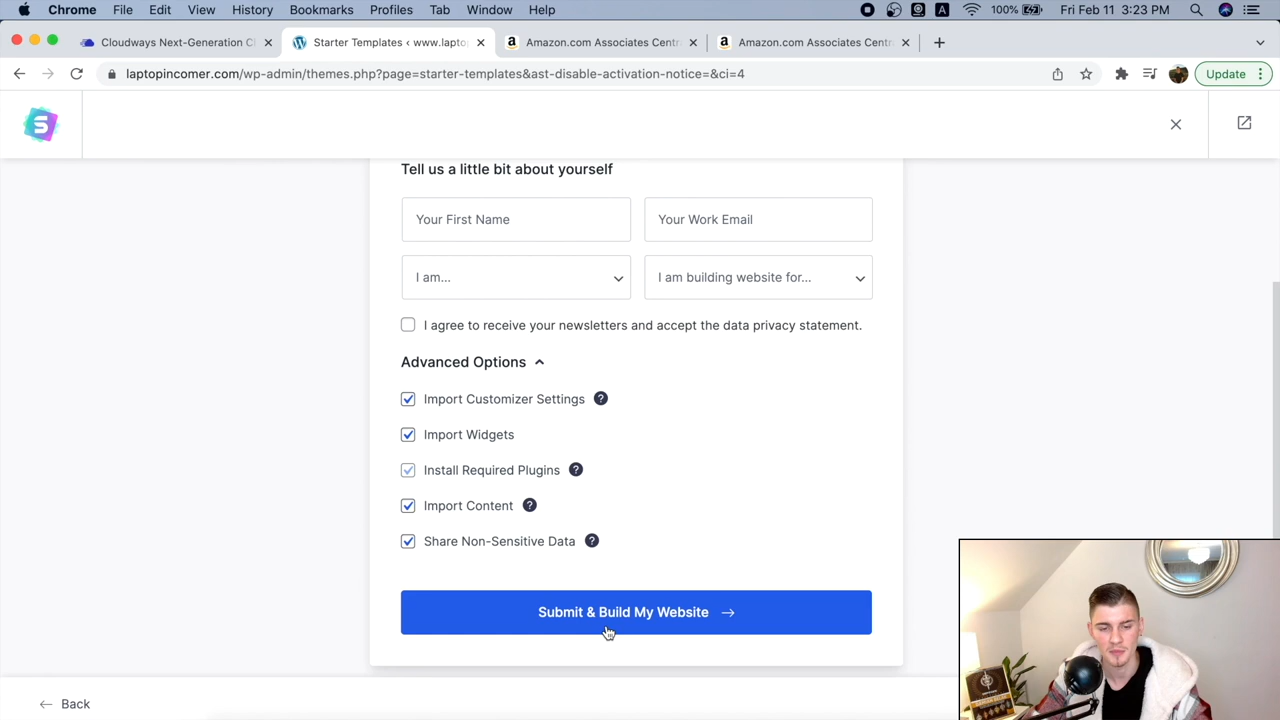 Chrome File Edit View History Bookmarks Profiles Tab Window Help A 100% Fri Feb 11 3:23 PM
Cloudways Next-Generation Cl Starter Templates ‹ www.lapto Amazon.com Associates Centr Amazon.com Associates Centr
laptopincomer.com/wp-admin/themes.php?page=starter-templates&ast-disable-activation-notice=&ci=4 Update
S
Tell us a little bit about yourself
Your First Name Your Work Email
I am... I am building website for...
I agree to receive your newsletters and accept the data privacy statement.
Advanced Options
Import Customizer Settings ?
Import Widgets
Install Required Plugins ?
Import Content ?
Share Non-Sensitive Data ?
Submit & Build My Website →
← Back